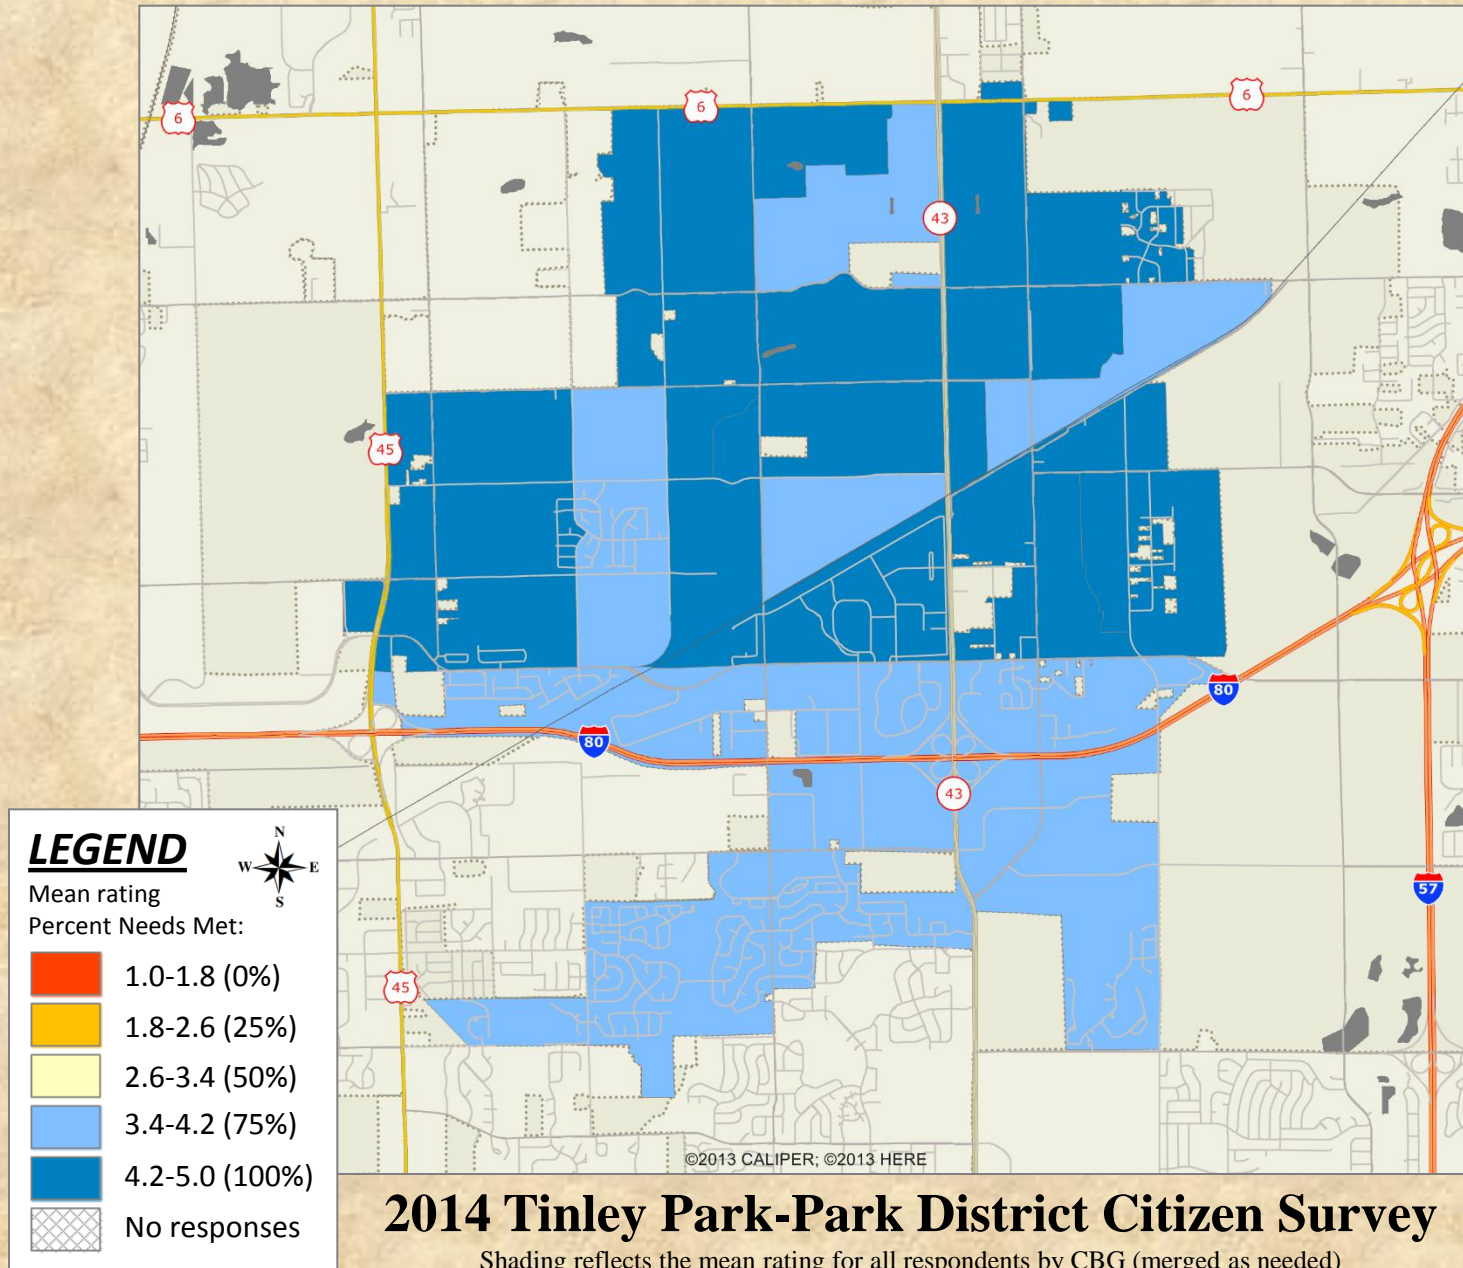 6
6
6
43
45
80
80
43
57
45
LEGEND
N
W E
S
Mean rating
Percent Needs Met:
1.0-1.8 (0%)
1.8-2.6 (25%)
2.6-3.4 (50%)
3.4-4.2 (75%)
4.2-5.0 (100%)
No responses
©2013 CALIPER; ©2013 HERE
2014 Tinley Park-Park District Citizen Survey
Shading reflects the mean rating for all respondents by CBG (merged as needed)